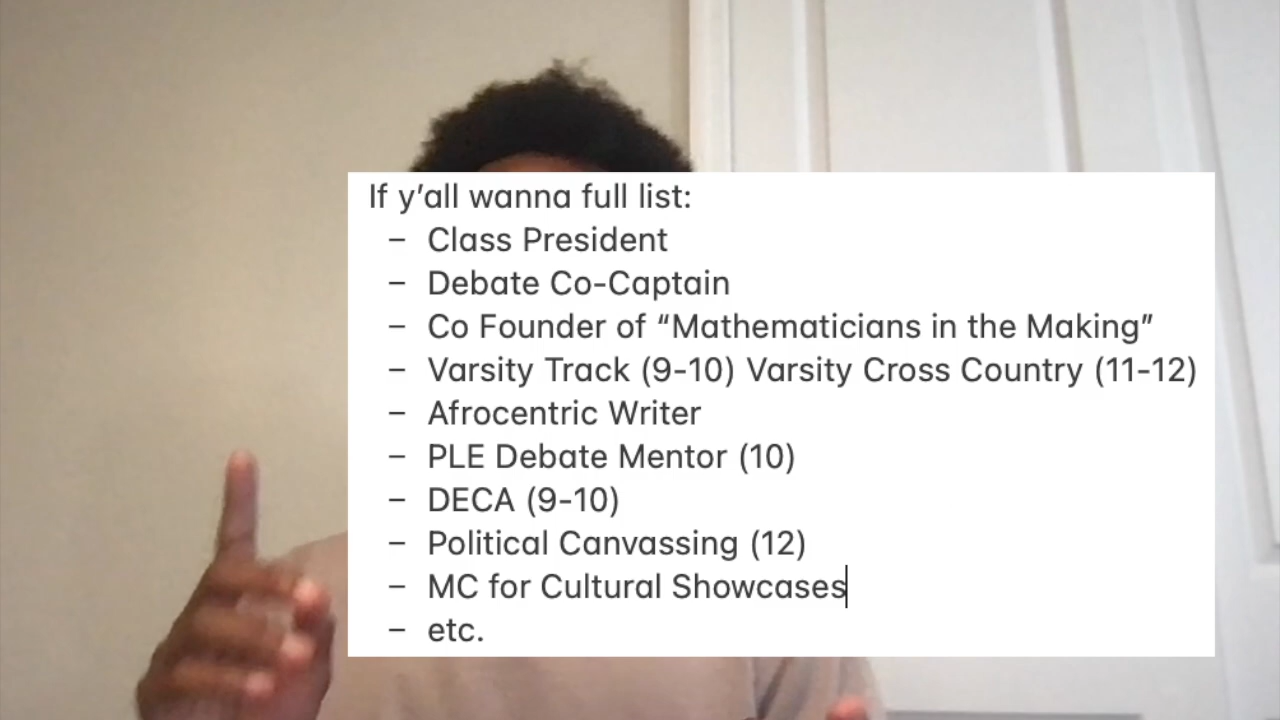 If y’all wanna full list:
– Class President
– Debate Co-Captain
– Co Founder of “Mathematicians in the Making”
– Varsity Track (9-10) Varsity Cross Country (11-12)
– Afrocentric Writer
– PLE Debate Mentor (10)
– DECA (9-10)
– Political Canvassing (12)
– MC for Cultural Showcases
– etc.